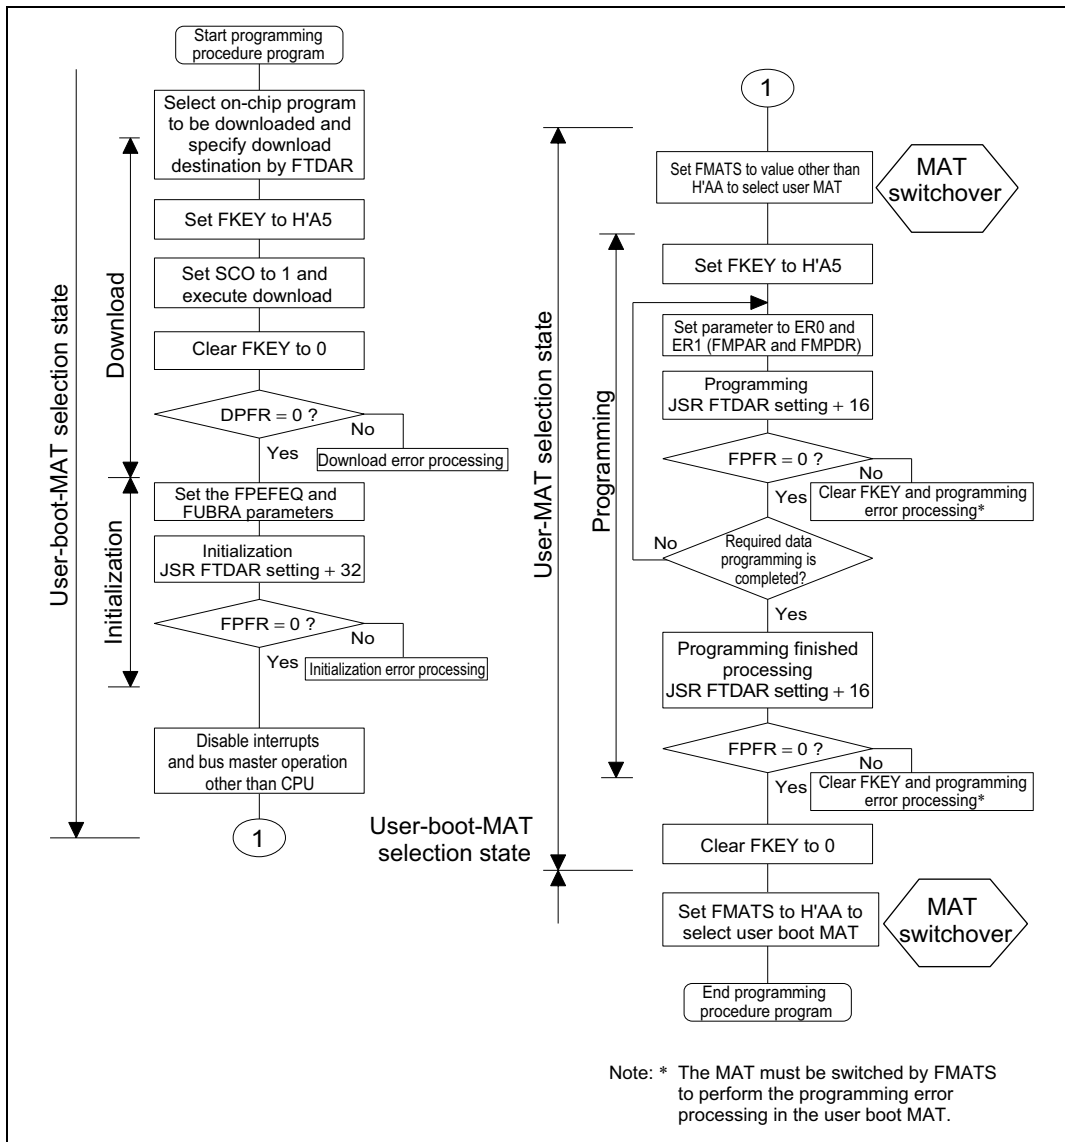 Start programming
procedure program
Select on-chip program
to be downloaded and
specify download
destination by FTDAR
Set FKEY to H'A5
Set SCO to 1 and
execute download
Clear FKEY to 0
DPFR = 0 ?
No
Yes
Download error processing
Set the FPEFEQ and
FUBRA parameters
Initialization
JSR FTDAR setting + 32
FPFR = 0 ?
No
Yes
Initialization error processing
Disable interrupts
and bus master operation
other than CPU
1
User-boot-MAT selection state
Download
Initialization
1
Set FMATS to value other than
H'AA to select user MAT
MAT
switchover
Set FKEY to H'A5
Set parameter to ER0 and
ER1 (FMPAR and FMPDR)
Programming
JSR FTDAR setting + 16
FPFR = 0 ?
No
Yes
Clear FKEY and programming
error processing*
No
Required data
programming is
completed?
Yes
Programming finished
processing
JSR FTDAR setting + 16
FPFR = 0 ?
No
Yes
Clear FKEY and programming
error processing*
Clear FKEY to 0
Set FMATS to H'AA to
select user boot MAT
MAT
switchover
End programming
procedure program
User-MAT selection state
Programming
User-boot-MAT
selection state
Note: * The MAT must be switched by FMATS
to perform the programming error
processing in the user boot MAT.